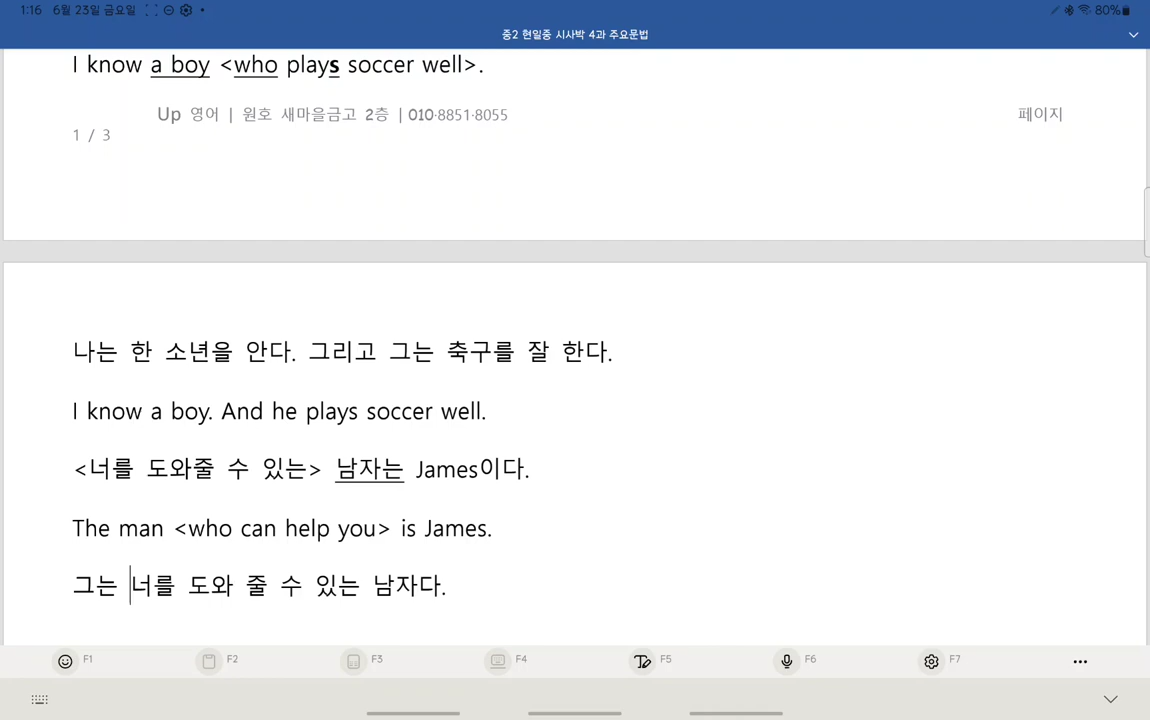 1:16 6월 23일 금요일
80%
중2 현일중 시사박 4과 주요문법
I know a boy <who plays soccer well>.
Up 영어 | 원호 새마을금고 2층 | 010·8851·8055
페이지
1 / 3
나는 한 소년을 안다. 그리고 그는 축구를 잘 한다.
I know a boy. And he plays soccer well.
<너를 도와줄 수 있는> 남자는 James이다.
The man <who can help you> is James.
그는 너를 도와 줄 수 있는 남자다.
F1 F2 F3 F4 F5 F6 F7